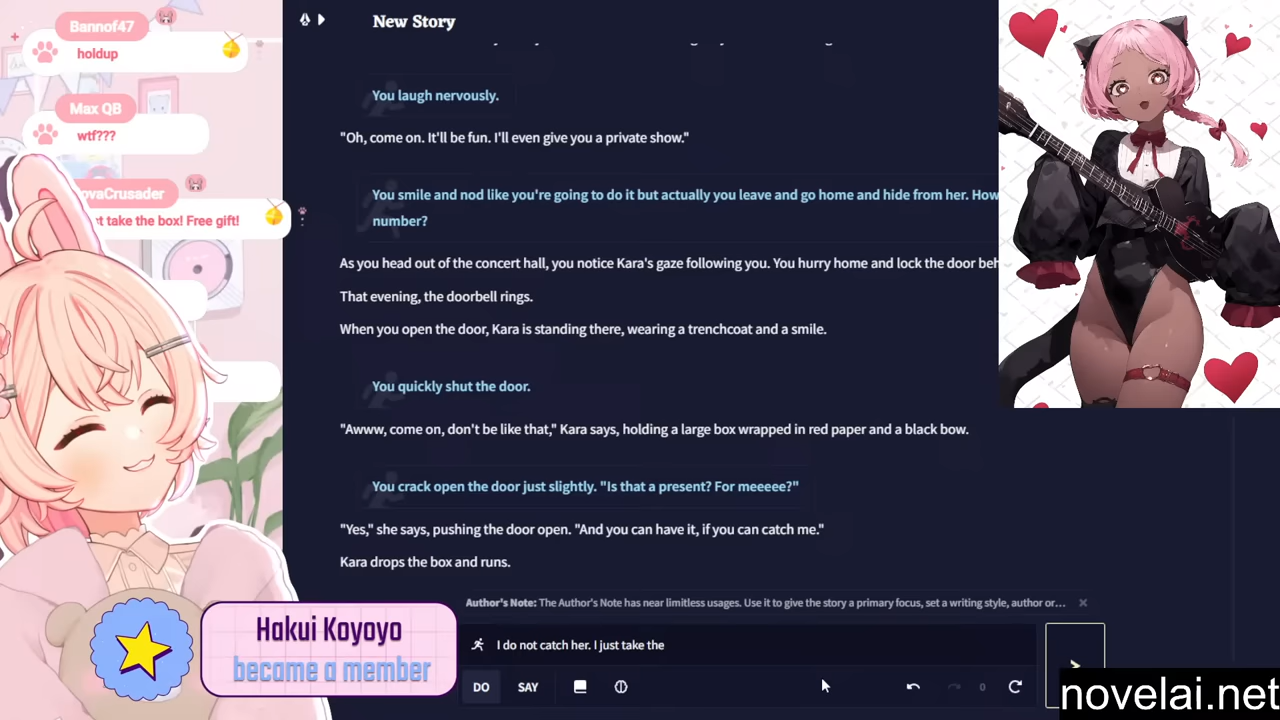 New Story
Bannof47
holdup
Max QB
wtf???
ovaCrusader
t take the box! Free gift!
You laugh nervously.
"Oh, come on. It'll be fun. I'll even give you a private show."
You smile and nod like you're going to do it but actually you leave and go home and hide from her. How
number?
As you head out of the concert hall, you notice Kara's gaze following you. You hurry home and lock the door beh
That evening, the doorbell rings.
When you open the door, Kara is standing there, wearing a trenchcoat and a smile.
You quickly shut the door.
"Awww, come on, don't be like that," Kara says, holding a large box wrapped in red paper and a black bow.
You crack open the door just slightly. "Is that a present? For meeeee?"
"Yes," she says, pushing the door open. "And you can have it, if you can catch me."
Kara drops the box and runs.
Author's Note: The Author's Note has near limitless usages. Use it to give the story a primary focus, set a writing style, author or…
I do not catch her. I just take the
DO SAY 0
Hakui Koyoyo
became a member
novelai.net